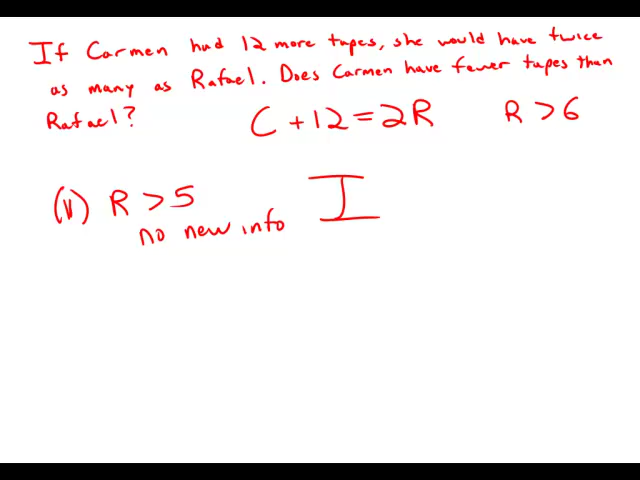 If Carmen had 12 more tapes, she would have twice
as many as Rafael. Does Carmen have fewer tapes than
Rafael?
C + 12 = 2R
R > 6
(V) R > 5
no new info
I